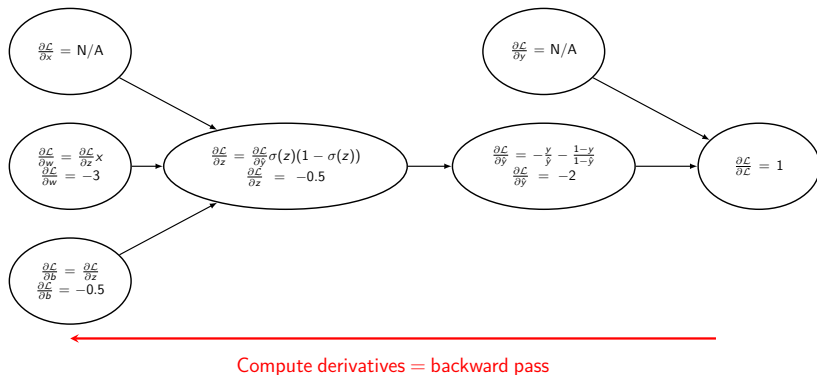 ∂ℒ/∂x = N/A
∂ℒ/∂y = N/A
∂ℒ/∂w = ∂ℒ/∂z x
∂ℒ/∂w = −3
∂ℒ/∂z = ∂ℒ/∂ŷ σ(z)(1 − σ(z))
∂ℒ/∂z = −0.5
∂ℒ/∂ŷ = −y/ŷ − 1−y/1−ŷ
∂ℒ/∂ŷ = −2
∂ℒ/∂ℒ = 1
∂ℒ/∂b = ∂ℒ/∂z
∂ℒ/∂b = −0.5
Compute derivatives = backward pass